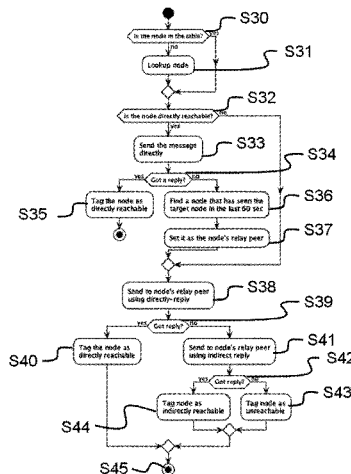 S30
Is the node in the table?
yes
no
S31
Lookup node
S32
Is the node directly reachable?
no
yes
S33
Send the message
directly
S34
yes
Got a reply?
no
Tag the node as
directly reachable
S35
Find a node that has seen the
target node in the last 60 sec
S36
Set it as the node's relay peer
S37
Send to node's relay peer
using directly-reply
S38
S39
yes
Got reply?
no
Tag the node as
directly reachable
S40
Send to node's relay peer
using indirect reply
S41
S42
yes
Got reply?
no
Tag node as
indirectly reachable
Tag node as
unreachable
S43
S44
S45